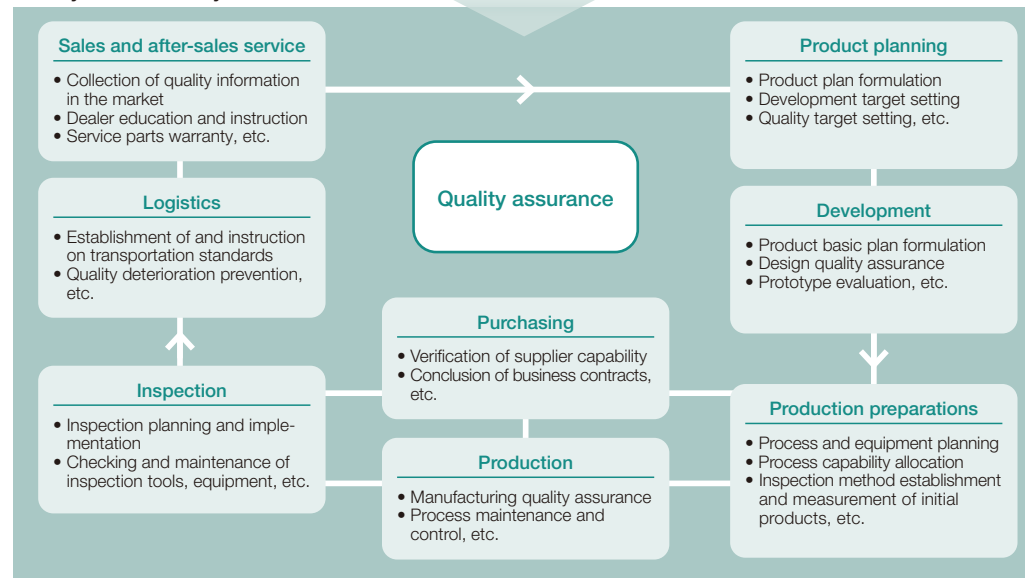 Sales and after-sales service
• Collection of quality information
in the market
• Dealer education and instruction
• Service parts warranty, etc.
Product planning
• Product plan formulation
• Development target setting
• Quality target setting, etc.
Quality assurance
Logistics
• Establishment of and instruction
on transportation standards
• Quality deterioration prevention,
etc.
Development
• Product basic plan formulation
• Design quality assurance
• Prototype evaluation, etc.
Purchasing
• Verification of supplier capability
• Conclusion of business contracts,
etc.
Inspection
• Inspection planning and imple-
mentation
• Checking and maintenance of
inspection tools, equipment, etc.
Production
• Manufacturing quality assurance
• Process maintenance and
control, etc.
Production preparations
• Process and equipment planning
• Process capability allocation
• Inspection method establishment
and measurement of initial
products, etc.